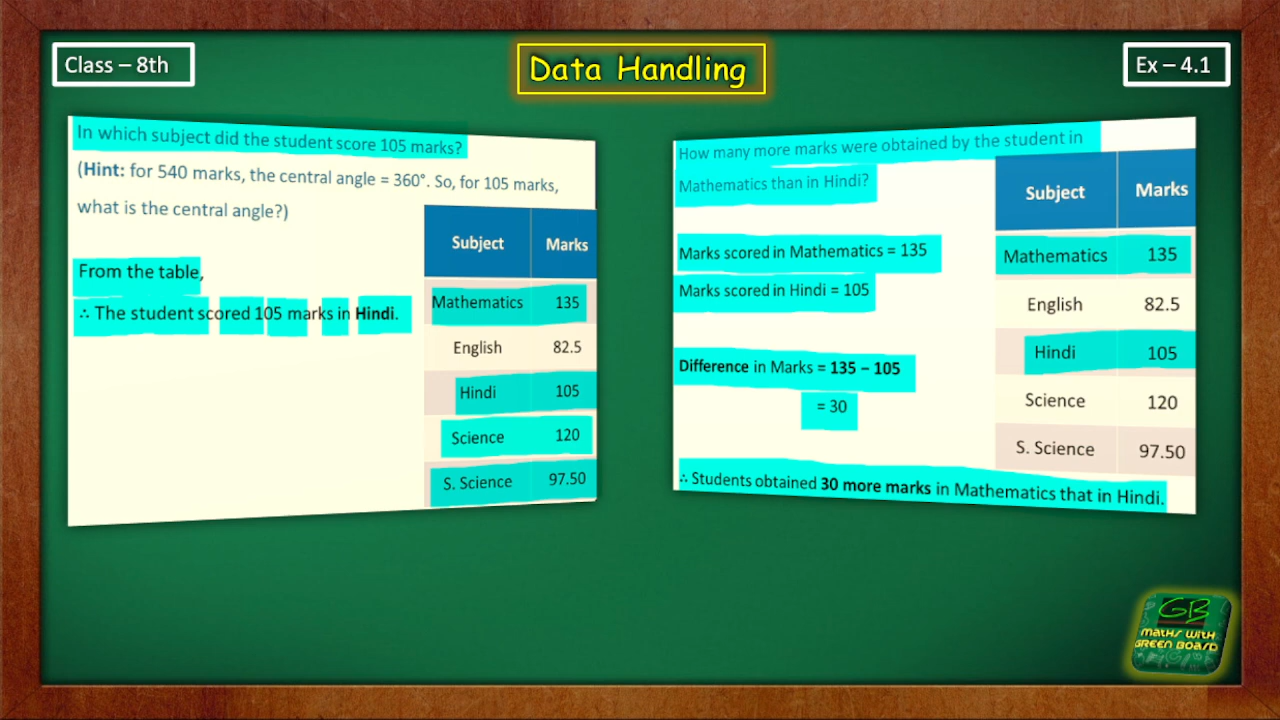 Class – 8th
Data Handling
Ex – 4.1
In which subject did the student score 105 marks?
(Hint: for 540 marks, the central angle = 360°. So, for 105 marks,
what is the central angle?)
Subject Marks
From the table,
∴ The student scored 105 marks in Hindi.
Mathematics 135
English 82.5
Hindi 105
Science 120
S. Science 97.50
How many more marks were obtained by the student in
Mathematics than in Hindi?
Subject Marks
Marks scored in Mathematics = 135
Marks scored in Hindi = 105
Mathematics 135
English 82.5
Hindi 105
Science 120
S. Science 97.50
Difference in Marks = 135 – 105
= 30
∴ Students obtained 30 more marks in Mathematics that in Hindi.
GB
MATHS WITH
GREEN BOARD